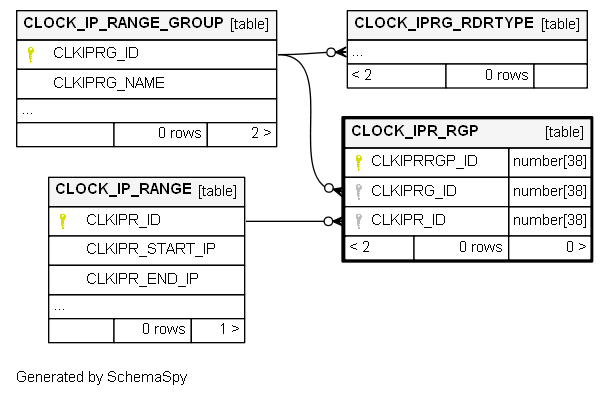 CLOCK_IP_RANGE_GROUP [table]
CLKIPRG_ID
CLKIPRG_NAME
...
0 rows 2 >
CLOCK_IPRG_RDRTYPE [table]
...
< 2 0 rows
CLOCK_IPR_RGP [table]
CLKIPRRGP_ID number[38]
CLKIPRG_ID number[38]
CLKIPR_ID number[38]
< 2 0 rows 0 >
CLOCK_IP_RANGE [table]
CLKIPR_ID
CLKIPR_START_IP
CLKIPR_END_IP
...
0 rows 1 >
Generated by SchemaSpy